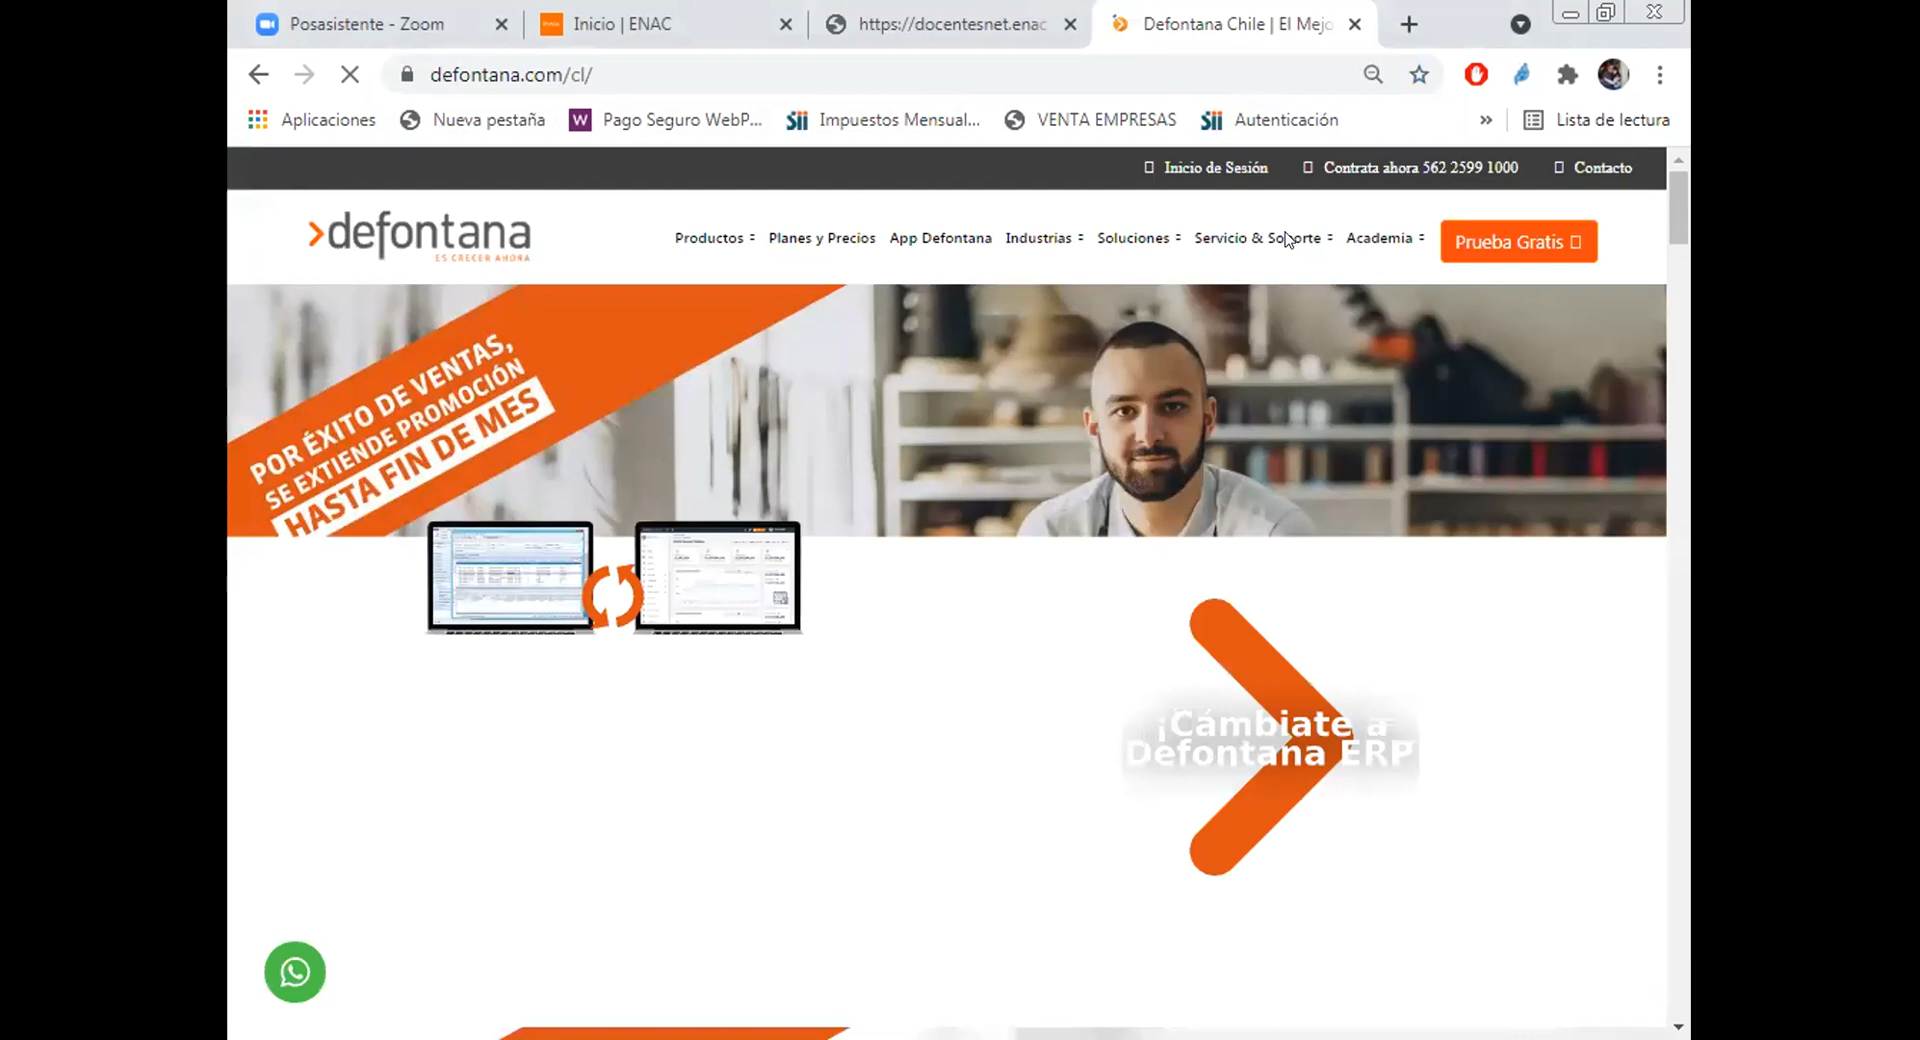 Posasistente - Zoom
Inicio | ENAC
https://docentesnet.enac
Defontana Chile | El Mejo
defontana.com/cl/
Aplicaciones
Nueva pestaña
Pago Seguro WebP...
Impuestos Mensual...
VENTA EMPRESAS
Autenticación
Lista de lectura
Inicio de Sesión
Contrata ahora 562 2599 1000
Contacto
defontana
ES CRECER AHORA
Productos
Planes y Precios
App Defontana
Industrias
Soluciones
Servicio & Soporte
Academia
Prueba Gratis
POR ÉXITO DE VENTAS,
SE EXTIENDE PROMOCIÓN
HASTA FIN DE MES
¡Cámbiate a
Defontana ERP